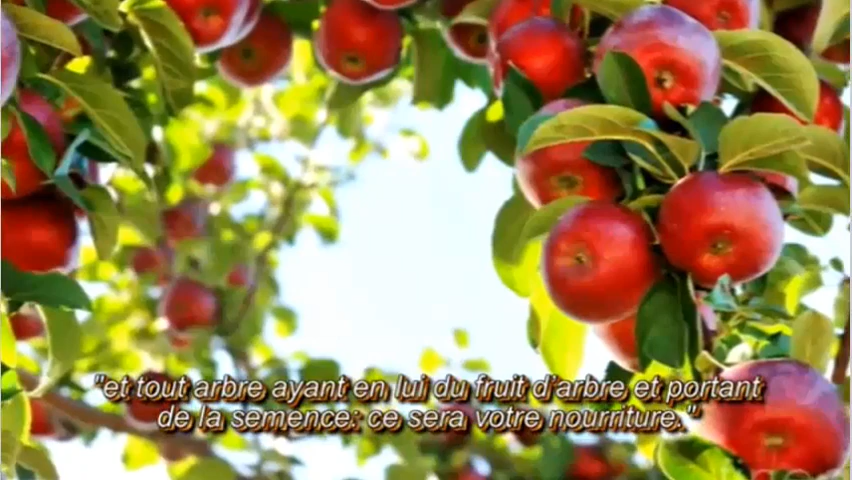 "et tout arbre ayant en lui du fruit d'arbre et portant
de la semence: ce sera votre nourriture."